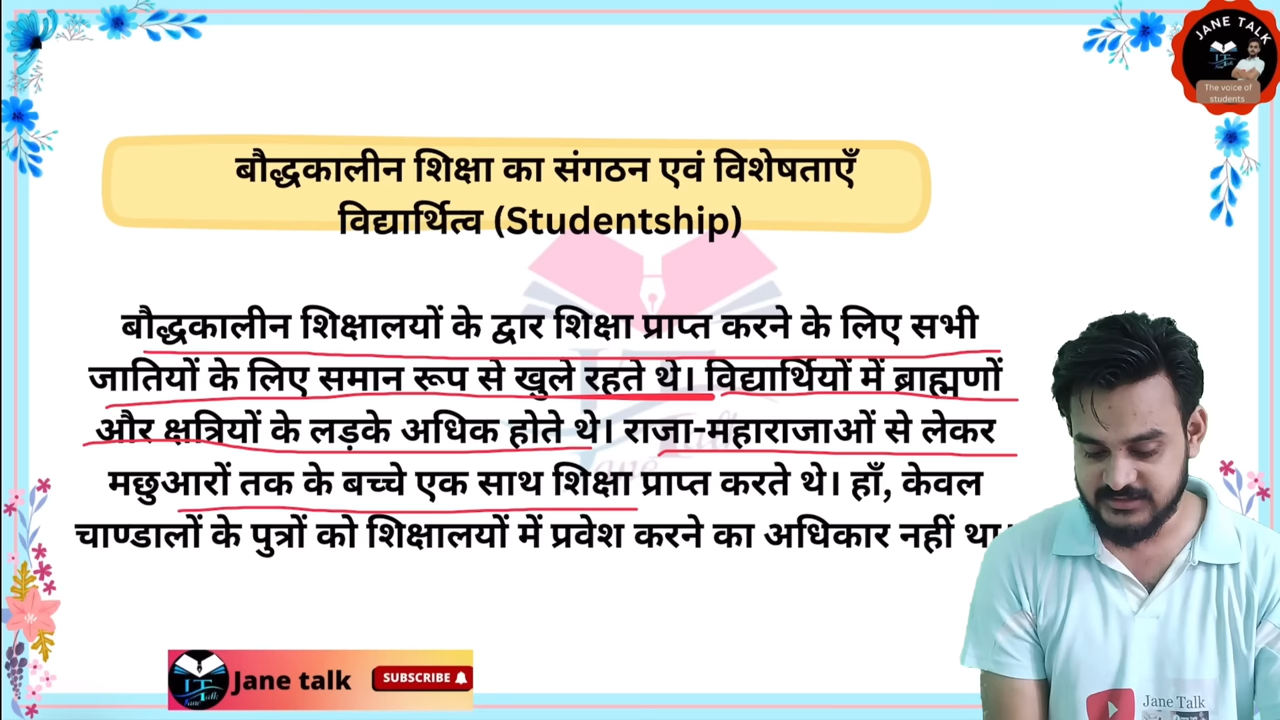 JANE TALK
The voice of
students
बौद्धकालीन शिक्षा का संगठन एवं विशेषताएँ
विद्यार्थित्व (Studentship)
बौद्धकालीन शिक्षालयों के द्वार शिक्षा प्राप्त करने के लिए सभी
जातियों के लिए समान रूप से खुले रहते थे। विद्यार्थियों में ब्राह्मणों
और क्षत्रियों के लड़के अधिक होते थे। राजा-महाराजाओं से लेकर
मछुआरों तक के बच्चे एक साथ शिक्षा प्राप्त करते थे। हाँ, केवल
चाण्डालों के पुत्रों को शिक्षालयों में प्रवेश करने का अधिकार नहीं था।
Jane talk
SUBSCRIBE
Jane Talk